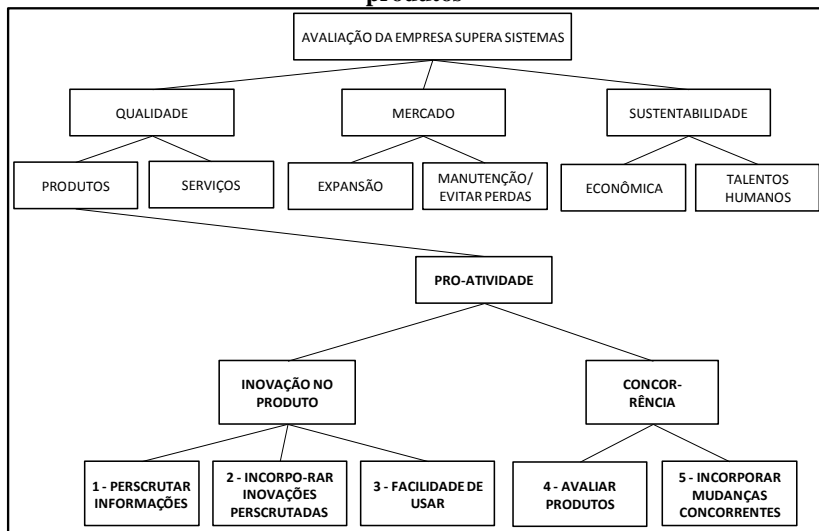 produtos
AVALIAÇÃO DA EMPRESA SUPERA SISTEMAS
QUALIDADE
MERCADO
SUSTENTABILIDADE
PRODUTOS
SERVIÇOS
EXPANSÃO
MANUTENÇÃO/
EVITAR PERDAS
ECONÔMICA
TALENTOS
HUMANOS
PRO-ATIVIDADE
INOVAÇÃO NO
PRODUTO
CONCOR-
RÊNCIA
1 - PERSCRUTAR
INFORMAÇÕES
2 - INCORPO-RAR
INOVAÇÕES
PERSCRUTADAS
3 - FACILIDADE DE
USAR
4 - AVALIAR
PRODUTOS
5 - INCORPORAR
MUDANÇAS
CONCORRENTES